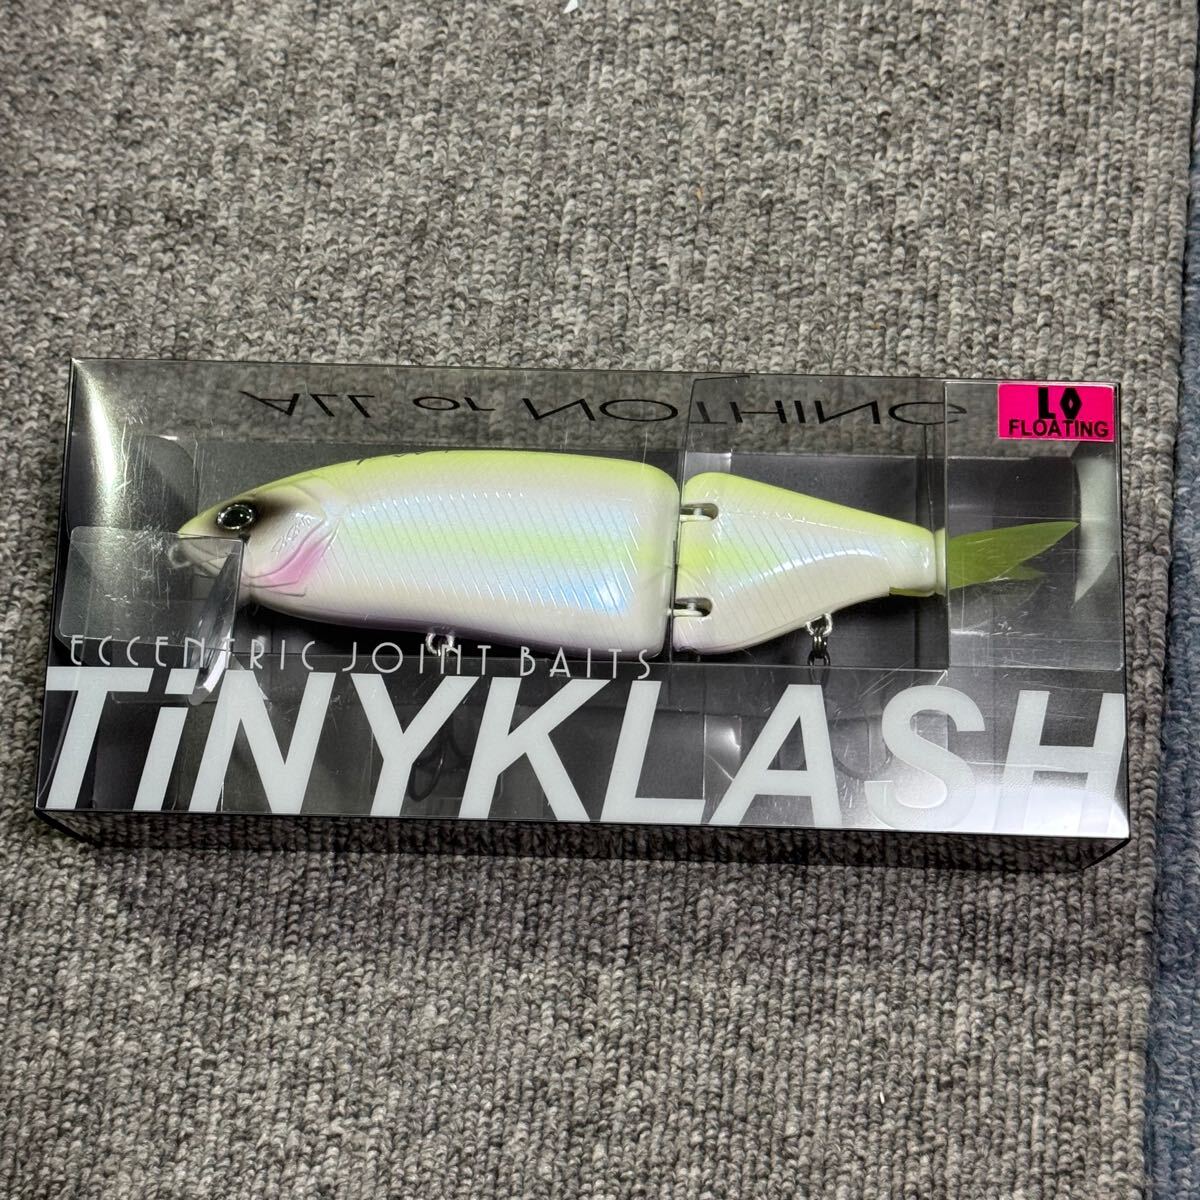 ALL or NOTHING
LO
FLOATING
ECCENTRIC JOINT BAITS
TiNYKLASH